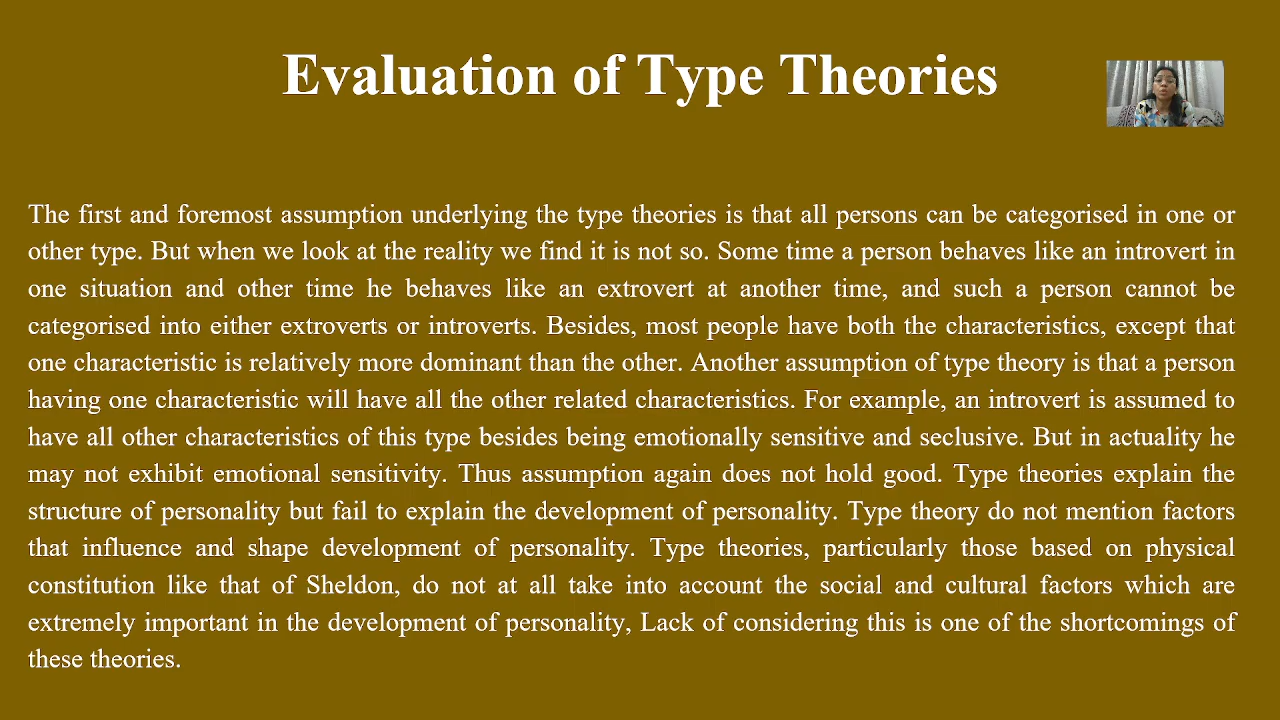 Evaluation of Type Theories
The first and foremost assumption underlying the type theories is that all persons can be categorised in one or
other type. But when we look at the reality we find it is not so. Some time a person behaves like an introvert in
one situation and other time he behaves like an extrovert at another time, and such a person cannot be
categorised into either extroverts or introverts. Besides, most people have both the characteristics, except that
one characteristic is relatively more dominant than the other. Another assumption of type theory is that a person
having one characteristic will have all the other related characteristics. For example, an introvert is assumed to
have all other characteristics of this type besides being emotionally sensitive and seclusive. But in actuality he
may not exhibit emotional sensitivity. Thus assumption again does not hold good. Type theories explain the
structure of personality but fail to explain the development of personality. Type theory do not mention factors
that influence and shape development of personality. Type theories, particularly those based on physical
constitution like that of Sheldon, do not at all take into account the social and cultural factors which are
extremely important in the development of personality, Lack of considering this is one of the shortcomings of
these theories.